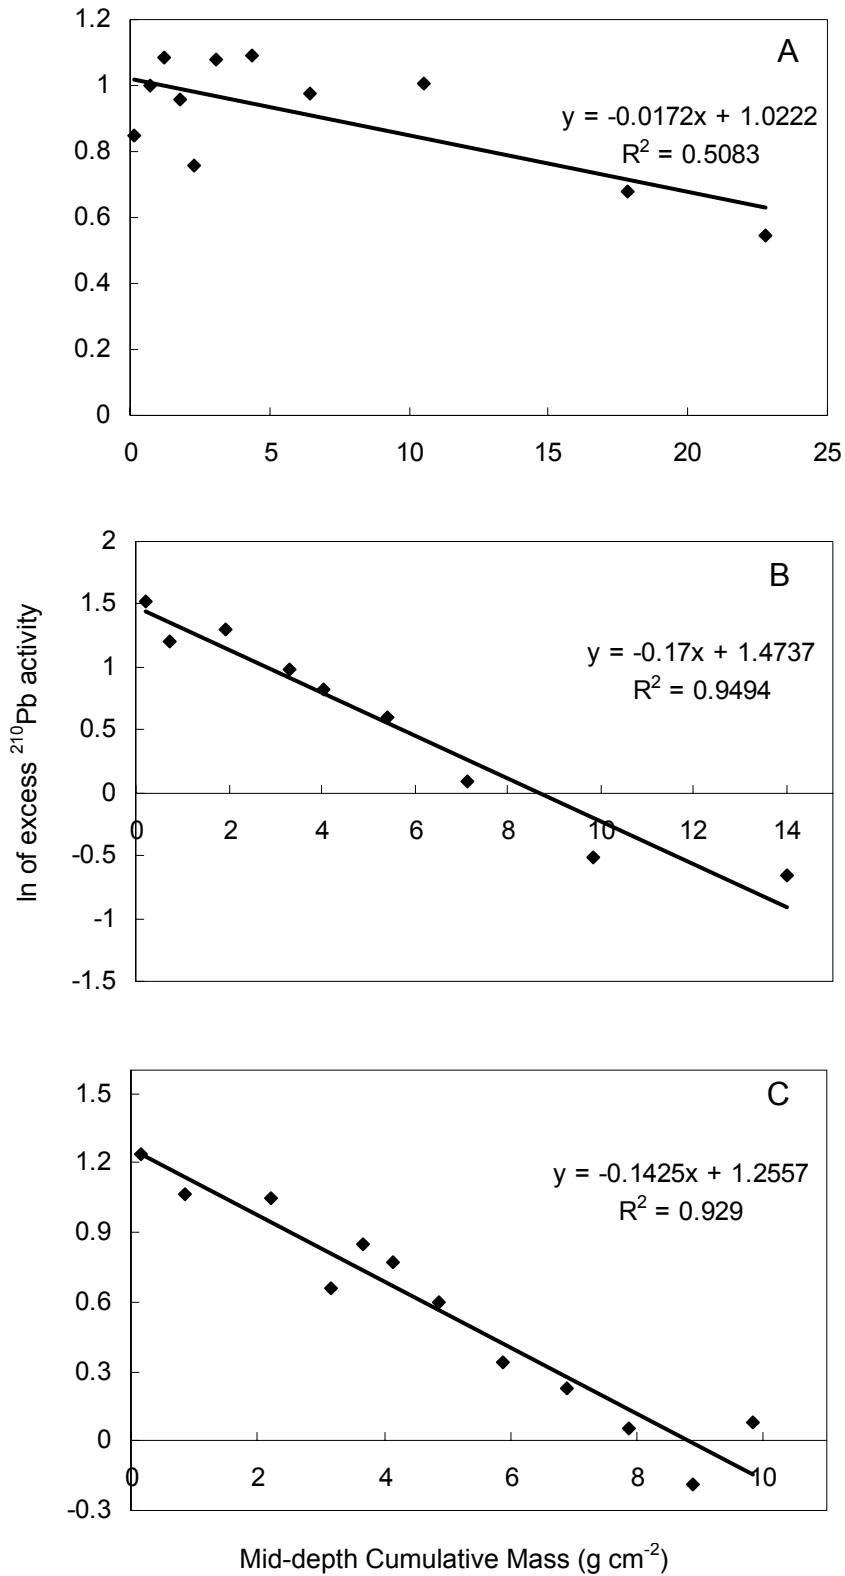 1.2
A
1
y = -0.0172x + 1.0222
R² = 0.5083
0.8
0.6
0.4
0.2
0
0 5 10 15 20 25
2
B
1.5
y = -0.17x + 1.4737
R² = 0.9494
1
0.5
0
0 2 4 6 8 10 12 14
-0.5
-1
-1.5
ln of excess ²¹⁰Pb activity
1.5
C
1.2
y = -0.1425x + 1.2557
R² = 0.929
0.9
0.6
0.3
0
0 2 4 6 8 10
-0.3
Mid-depth Cumulative Mass (g cm⁻²)